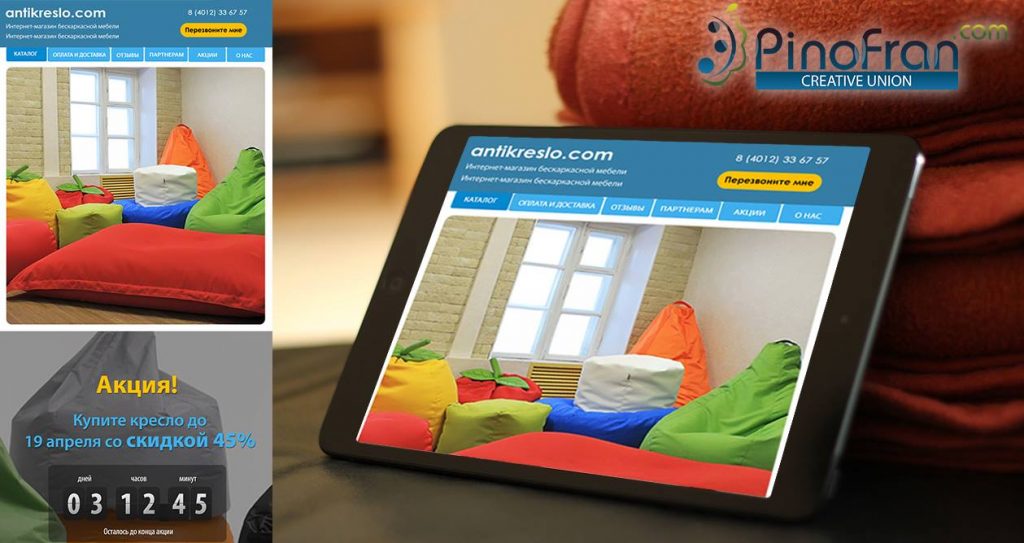 antikreslo.com
8 (4012) 33 67 57
Интернет-магазин бескаркасной мебели
Интернет-магазин бескаркасной мебели
Перезвоните мне
КАТАЛОГ
ОПЛАТА И ДОСТАВКА
ОТЗЫВЫ
ПАРТНЕРАМ
АКЦИИ
О НАС
Акция!
Купите кресло до
19 апреля со скидкой 45%
дней часов минут
03 12 45
Осталось до конца акции
antikreslo.com
8 (4012) 33 67 57
Интернет-магазин бескаркасной мебели
Интернет-магазин бескаркасной мебели
Перезвоните мне
КАТАЛОГ
ОПЛАТА И ДОСТАВКА
ОТЗЫВЫ
ПАРТНЕРАМ
АКЦИИ
О НАС
PinoFran.com
CREATIVE UNION